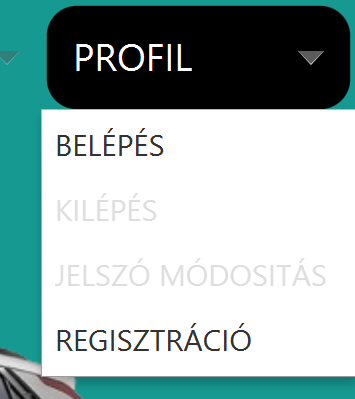 PROFIL
BELÉPÉS
KILÉPÉS
JELSZÓ MÓDOSITÁS
REGISZTRÁCIÓ